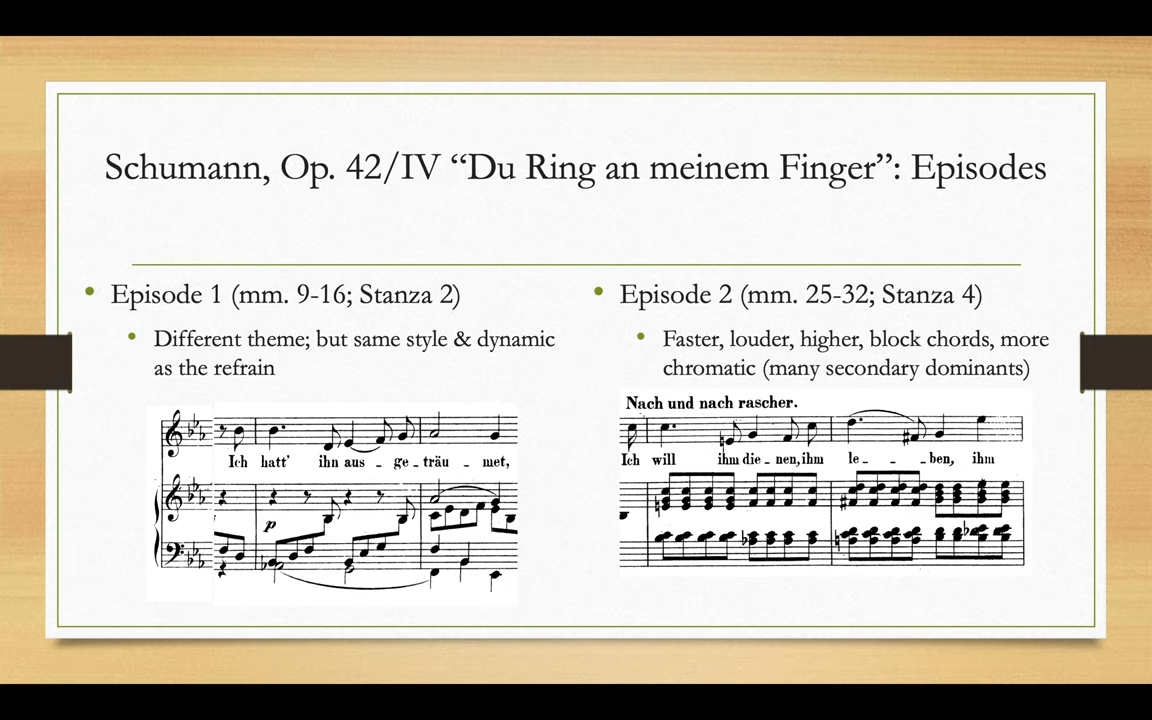 Schumann, Op. 42/IV “Du Ring an meinem Finger”: Episodes
• Episode 1 (mm. 9-16; Stanza 2)
• Different theme; but same style & dynamic
as the refrain
Ich hatt' ihn aus - ge - träu - met,
p
• Episode 2 (mm. 25-32; Stanza 4)
• Faster, louder, higher, block chords, more
chromatic (many secondary dominants)
Nach und nach rascher.
Ich will ihm die - nen, ihm le - - - ben, ihm